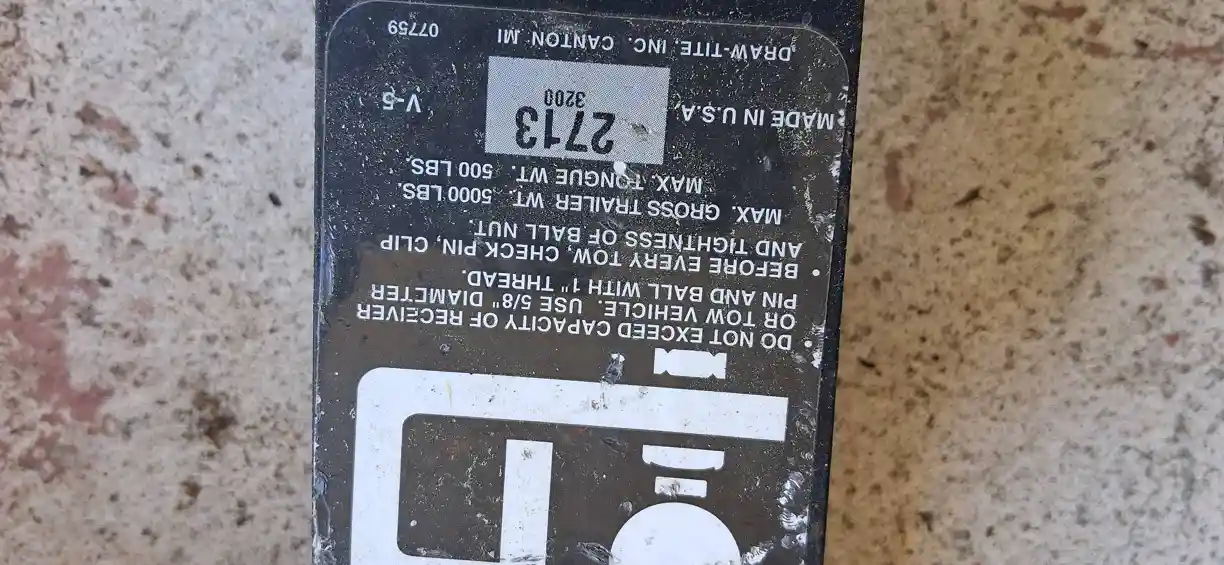 • DO NOT EXCEED CAPACITY OF RECEIVER
OR TOW VEHICLE. USE 5/8" DIAMETER
PIN AND BALL WITH 1" THREAD.
• BEFORE EVERY TOW, CHECK PIN, CLIP
AND TIGHTNESS OF BALL NUT.
MAX. GROSS TRAILER WT. 5000 LBS.
MAX. TONGUE WT. 500 LBS.
MADE IN U.S.A. 2713 V-5
3200
DRAW-TITE, INC. CANTON, MI 07759